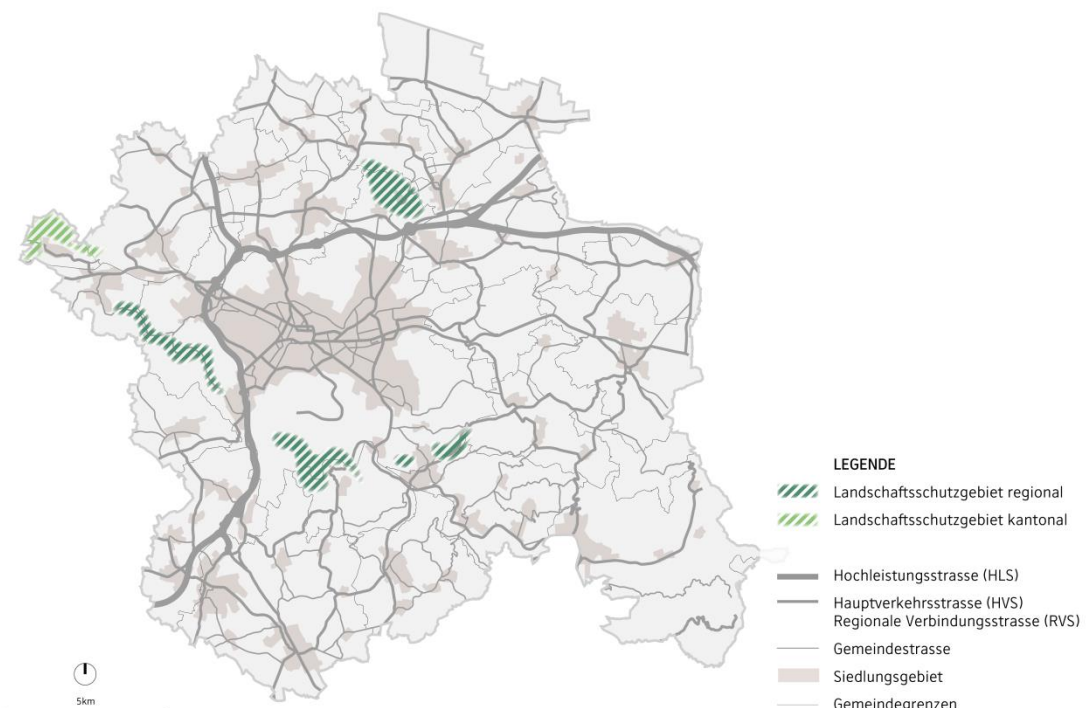 LEGENDE
Landschaftsschutzgebiet regional
Landschaftsschutzgebiet kantonal
Hochleistungsstrasse (HLS)
Hauptverkehrsstrasse (HVS)
Regionale Verbindungsstrasse (RVS)
Gemeindestrasse
Siedlungsgebiet
Gemeindegrenzen
5km